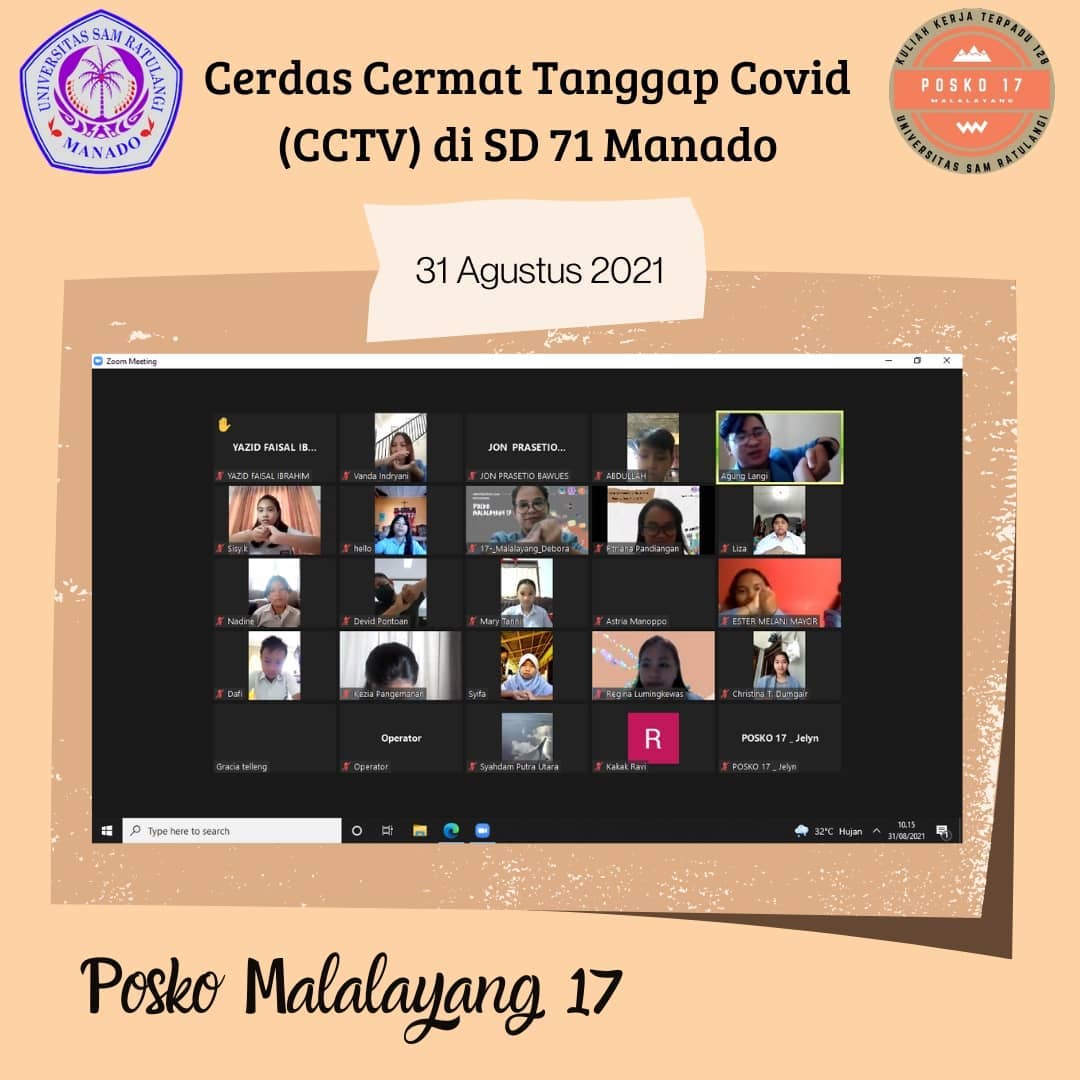 UNIVERSITAS SAM RATULANGI
MANADO
Cerdas Cermat Tanggap Covid
(CCTV) di SD 71 Manado
KULIAH KERJA TERPADU 128
POSKO 17
MALALAYANG
UNIVERSITAS SAM RATULANGI
31 Agustus 2021
Zoom Meeting
YAZID FAISAL IB...
YAZID FAISAL IBRAHIM
Vanda Indryani
JON PRASETIO...
JON PRASETIO BAWUES
ABDULLAH
Agung Langi
Sisy.k
hello
POSKO
MALALAYANG 17
17-_Malalayang_Debora
Fitriana Pandiangan
Liza
Nadine
Devid Pontoan
Mary Tanni
Astria Manoppo
ESTER MELANI MAYOR
Dafi
Kezia Pangemanan
Syifa
Regina Lumingkewas
Christina T. Dumgair
Gracia telleng
Operator
Operator
Syahdam Putra Utara
R
Kakak Ravi
POSKO 17 _ Jelyn
POSKO 17 _ Jelyn
Type here to search
32°C Hujan
10.15
31/08/2021
1
Posko Malalayang 17